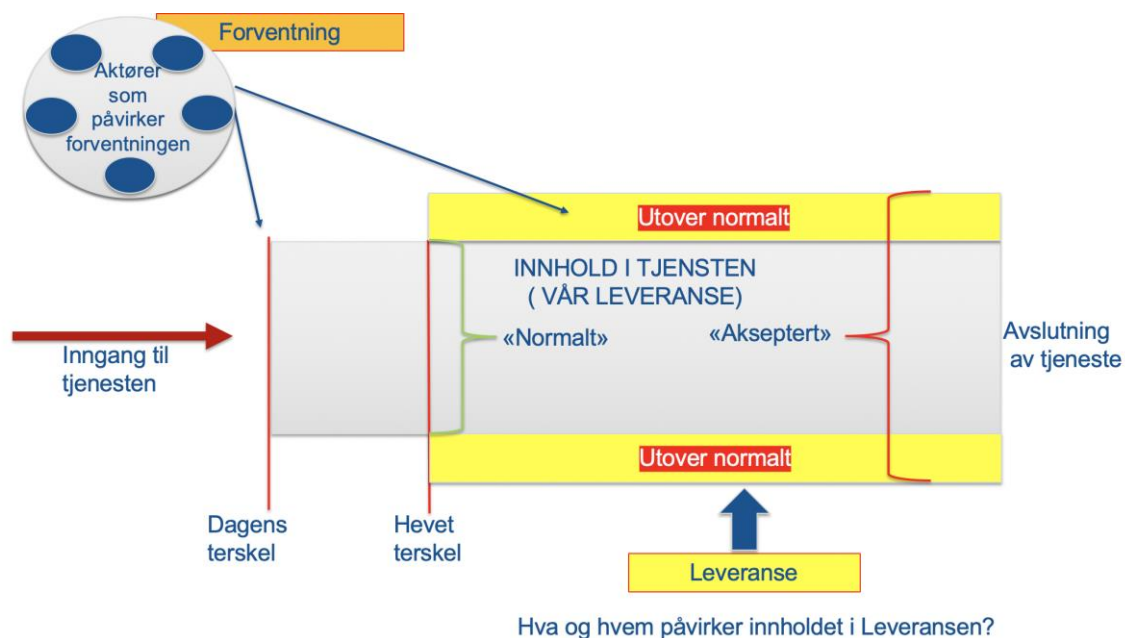 Forventning
Aktører
som
påvirker
forventningen
Utover normalt
INNHOLD I TJENSTEN
( VÅR LEVERANSE)
«Normalt»
«Akseptert»
Avslutning
av tjeneste
Inngang til
tjenesten
Utover normalt
Dagens
terskel
Hevet
terskel
Leveranse
Hva og hvem påvirker innholdet i Leveransen?